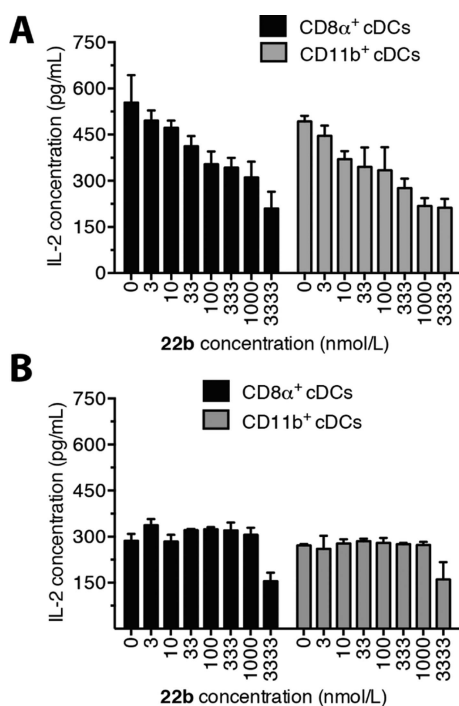 A
CD8α+ cDCs
CD11b+ cDCs
IL-2 concentration (pg/mL)
750
600
450
300
150
0
0 3 10 33 100 333 1000 3333 0 3 10 33 100 333 1000 3333
22b concentration (nmol/L)
B
CD8α+ cDCs
CD11b+ cDCs
IL-2 concentration (pg/mL)
750
600
450
300
150
0 3 10 33 100 333 1000 3333 0 3 10 33 100 333 1000 3333
22b concentration (nmol/L)